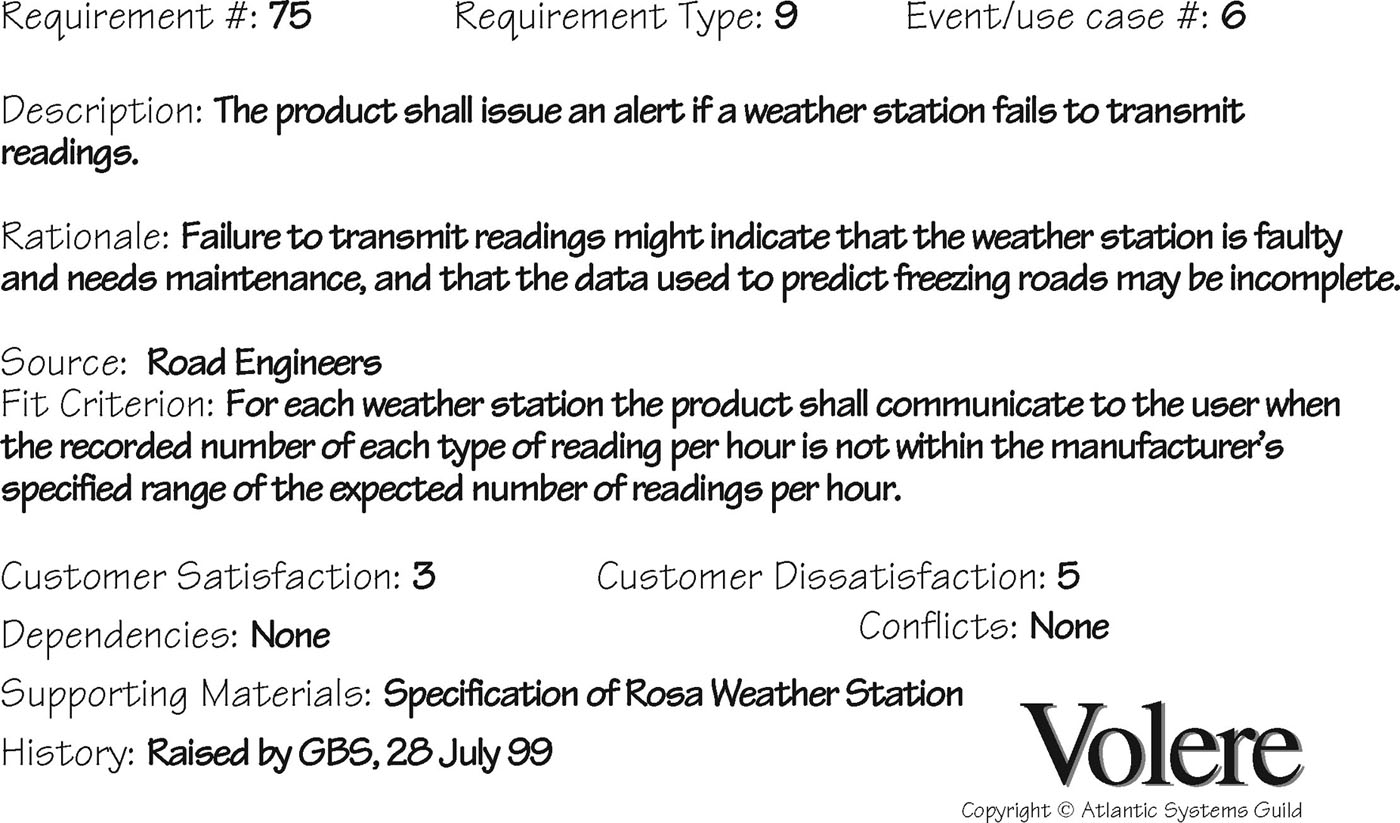 Requirement #: 75 Requirement Type: 9 Event/use case #: 6
Description: The product shall issue an alert if a weather station fails to transmit
readings.
Rationale: Failure to transmit readings might indicate that the weather station is faulty
and needs maintenance, and that the data used to predict freezing roads may be incomplete.
Source: Road Engineers
Fit Criterion: For each weather station the product shall communicate to the user when
the recorded number of each type of reading per hour is not within the manufacturer's
specified range of the expected number of readings per hour.
Customer Satisfaction: 3 Customer Dissatisfaction: 5
Dependencies: None Conflicts: None
Supporting Materials: Specification of Rosa Weather Station
History: Raised by GBS, 28 July 99
Volere
Copyright © Atlantic Systems Guild